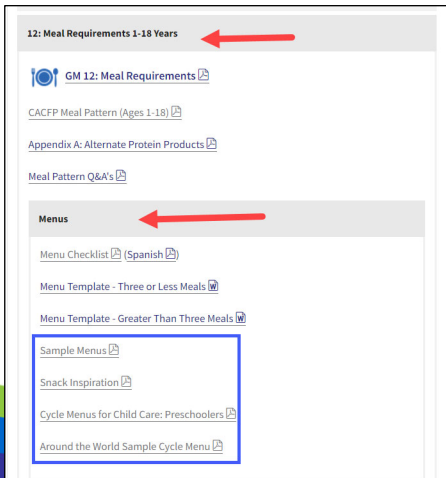 12: Meal Requirements 1-18 Years
GM 12: Meal Requirements
CACFP Meal Pattern (Ages 1-18)
Appendix A: Alternate Protein Products
Meal Pattern Q&A's
Menus
Menu Checklist (Spanish)
Menu Template - Three or Less Meals
Menu Template - Greater Than Three Meals
Sample Menus
Snack Inspiration
Cycle Menus for Child Care: Preschoolers
Around the World Sample Cycle Menu